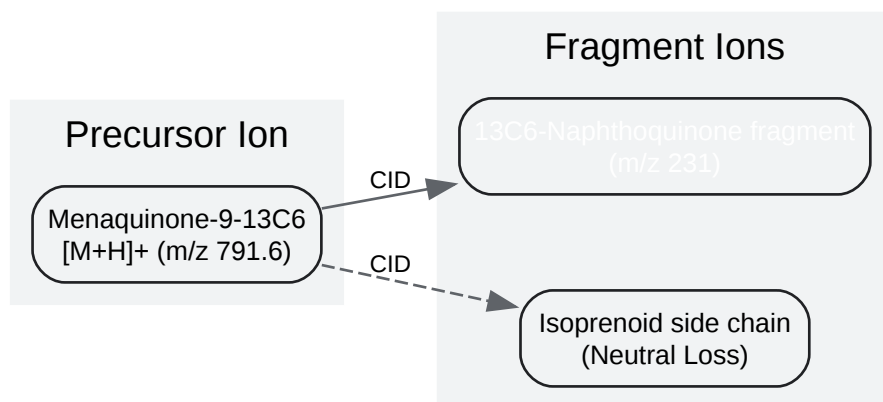 Fragment Ions
13C6-Naphthoquinone fragment
(m/z 231)
Precursor Ion
CID
Menaquinone-9-13C6
[M+H]+ (m/z 791.6)
CID
Isoprenoid side chain
(Neutral Loss)